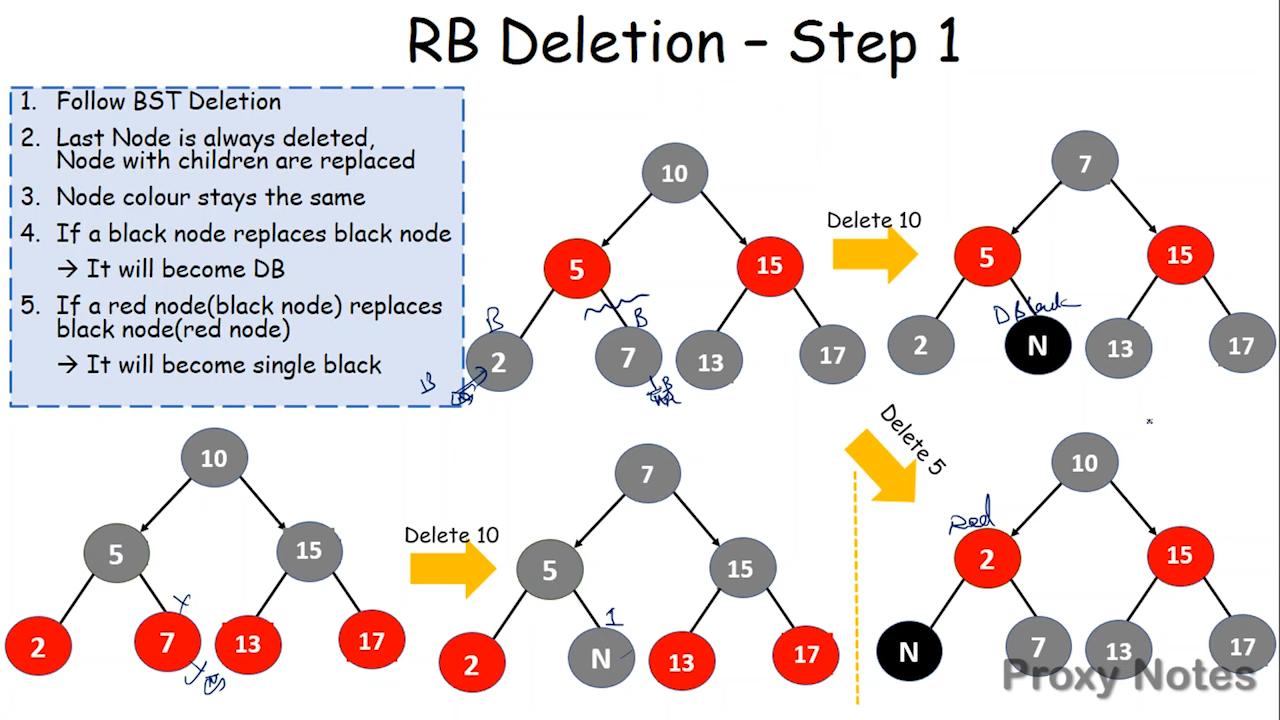 RB Deletion – Step 1
1. Follow BST Deletion
2. Last Node is always deleted,
Node with children are replaced
3. Node colour stays the same
4. If a black node replaces black node
→ It will become DB
5. If a red node(black node) replaces
black node(red node)
→ It will become single black
10
5
15
B
B
2
7
13
17
B
Delete 10
7
5
15
DBlack
2
N
13
17
10
5
15
2
7
13
17
Delete 10
7
5
15
1
2
N
13
17
Delete 5
10
Red
2
15
N
7
13
17
Proxy Notes